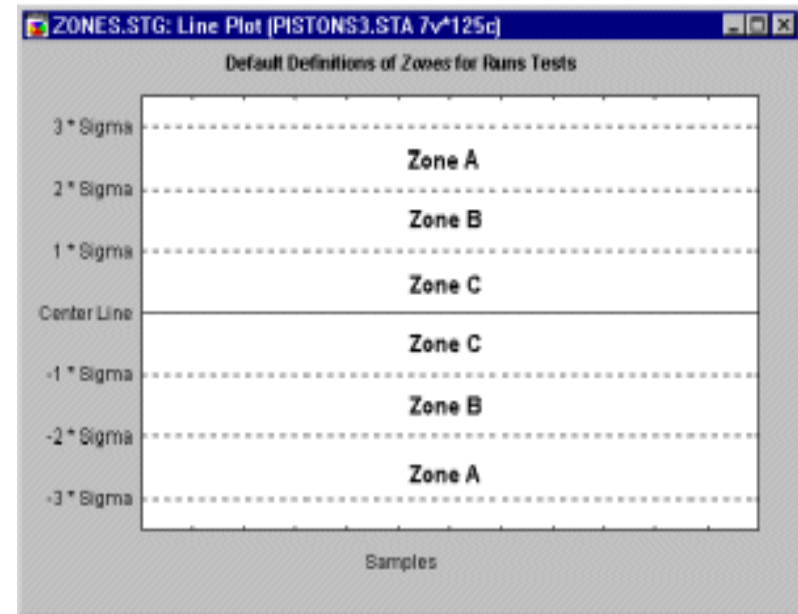 ZONES.STG: Line Plot (PISTONS3.STA 7v*125c)
Default Definitions of Zones for Runs Tests
3 * Sigma
Zone A
2 * Sigma
Zone B
1 * Sigma
Zone C
Center Line
Zone C
-1 * Sigma
Zone B
-2 * Sigma
Zone A
-3 * Sigma
Samples